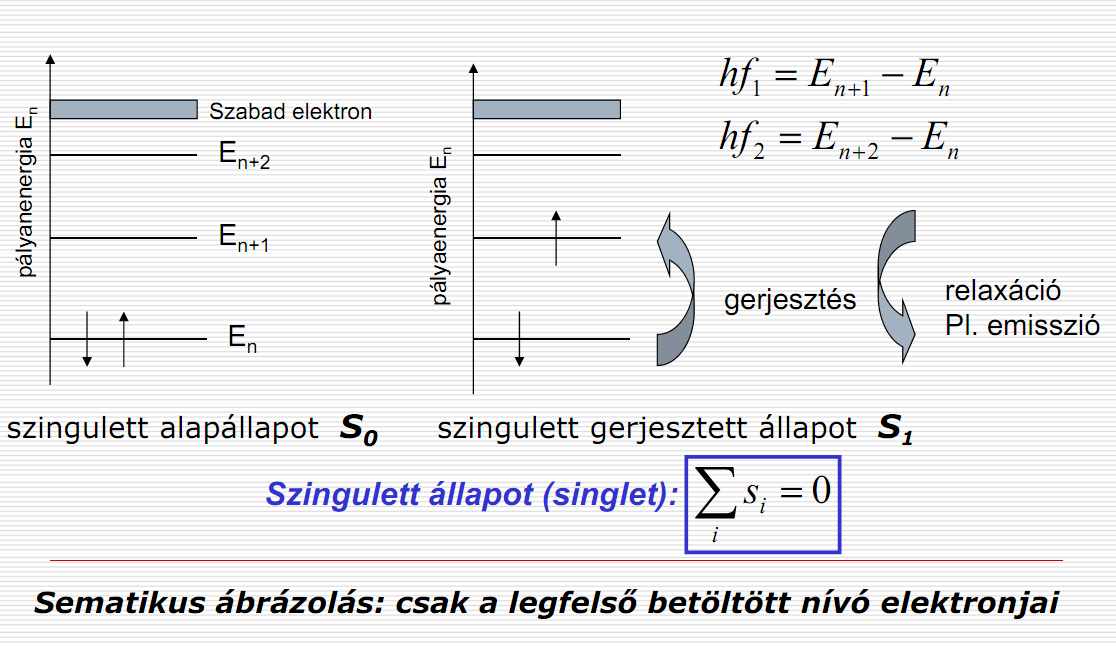 pályanenergia Eₙ
Szabad elektron
Eₙ₊₂
Eₙ₊₁
Eₙ
pályaenergia Eₙ
hf₁ = Eₙ₊₁ − Eₙ
hf₂ = Eₙ₊₂ − Eₙ
gerjesztés
relaxáció
Pl. emisszió
szingulett alapállapot S₀
szingulett gerjesztett állapot S₁
Szingulett állapot (singlet): ∑ᵢ sᵢ = 0
Sematikus ábrázolás: csak a legfelső betöltött nívó elektronjai